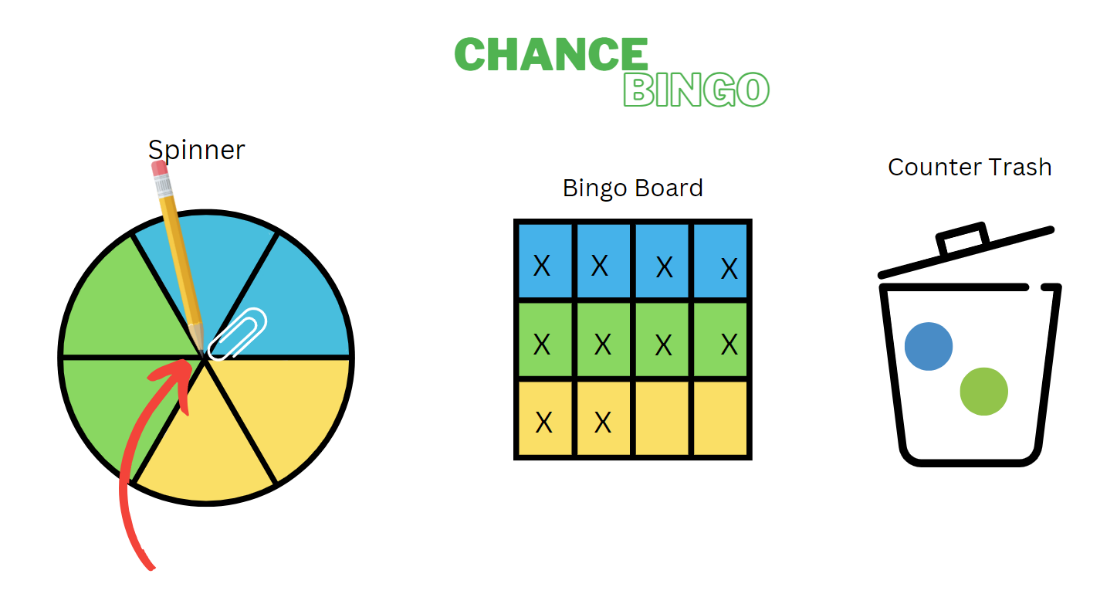 CHANCE
BINGO
Spinner
Bingo Board
Counter Trash
X X X X
X X X X
X X